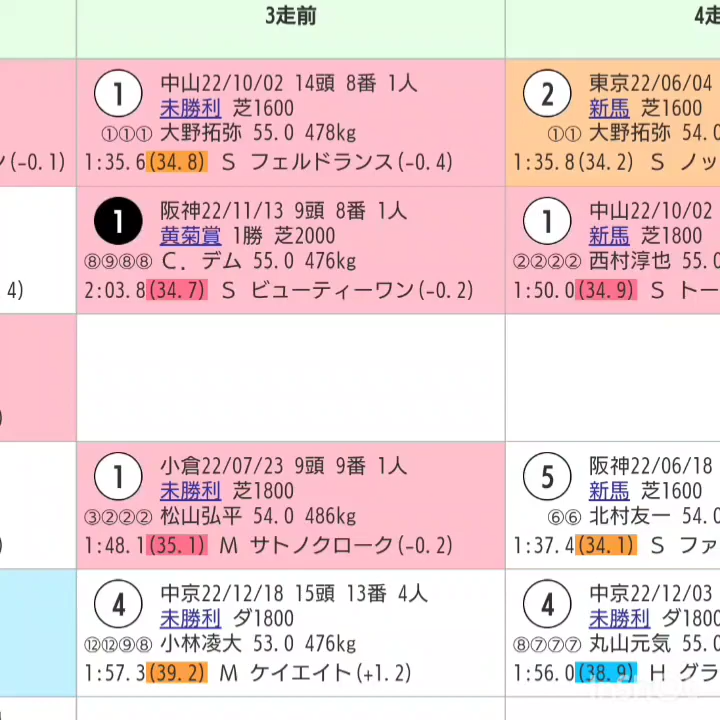 3走前
4走
1
中山22/10/02 14頭 8番 1人
未勝利 芝1600
①①① 大野拓弥 55.0 478kg
1:35.6(34.8) S フェルドランス(-0.4)
2
東京22/06/04
新馬 芝1600
①① 大野拓弥 54.0
1:35.8(34.2) S ノッ
(-0.1)
1
阪神22/11/13 9頭 8番 1人
黄菊賞 1勝 芝2000
⑧⑨⑧⑧ C.デム 55.0 476kg
2:03.8(34.7) S ビューティーワン(-0.2)
1
中山22/10/02
新馬 芝1800
②②②② 西村淳也 55.0
1:50.0(34.9) S トー
4)
)
1
小倉22/07/23 9頭 9番 1人
未勝利 芝1800
③②②② 松山弘平 54.0 486kg
1:48.1(35.1) M サトノクローク(-0.2)
5
阪神22/06/18
新馬 芝1600
⑥⑥ 北村友一 54.0
1:37.4(34.1) S ファ
)
4
中京22/12/18 15頭 13番 4人
未勝利 ダ1800
⑫⑫⑨⑧ 小林凌大 53.0 476kg
1:57.3(39.2) M ケイエイト(+1.2)
4
中京22/12/03
未勝利 ダ1800
⑧⑦⑦⑦ 丸山元気 55.0
1:56.0(38.9) H グラ